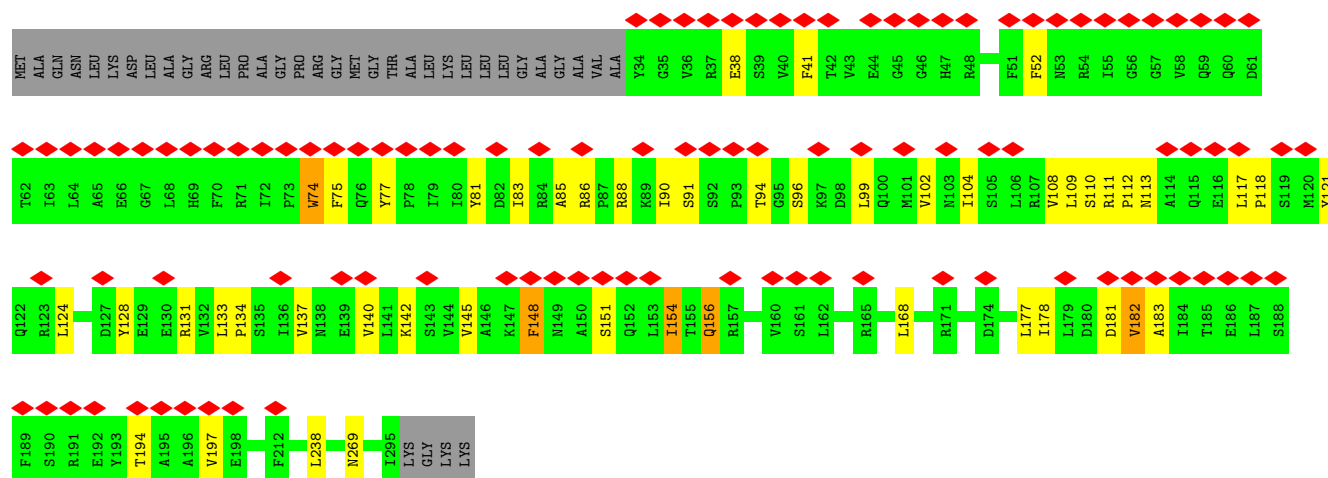 MET ALA GLN ASN LEU LYS ASP LEU ALA GLY ARG LEU PRO ALA GLY PRO ARG GLY MET GLY THR ALA LEU LYS LEU LEU LEU GLY ALA GLY ALA VAL ALA Y34 G35 V36 R37 E38 S39 V40 F41 T42 V43 E44 G45 G46 H47 R48 F51 F52 N53 R54 I55 G56 G57 V58 Q59 Q60 D61
T62 I63 L64 A65 E66 G67 L68 H69 F70 R71 I72 P73 W74 F75 Q76 Y77 P78 I79 I80 Y81 D82 I83 R84 A85 R86 P87 R88 K89 I90 S91 S92 P93 T94 G95 S96 K97 D98 L99 Q100 M101 V102 N103 I104 S105 L106 R107 V108 L109 S110 R111 P112 N113 A114 Q115 E116 L117 P118 S119 M120 Y121
Q122 R123 L124 D127 Y128 E129 E130 R131 V132 L133 P134 S135 I136 V137 N138 E139 V140 L141 K142 S143 V144 V145 A146 K147 F148 N149 A150 S151 Q152 L153 I154 T155 Q156 R157 V160 S161 L162 R165 L168 R171 D174 L177 I178 L179 D180 D181 V182 A183 I184 T185 E186 L187 S188
F189 S190 R191 E192 Y193 T194 A195 A196 V197 E198 F212 L238 N269 I295 LYS GLY LYS LYS